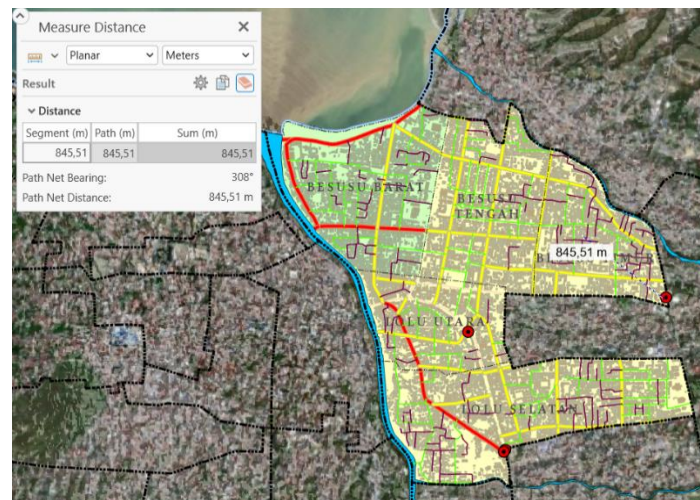 Measure Distance
Planar
Meters
Result
Distance
Segment (m) Path (m) Sum (m)
845,51 845,51 845,51
Path Net Bearing: 308°
Path Net Distance: 845,51 m
BESUSU BARAT
BESUSU
TENGAH
845,51 m
LOLU UTARA
LOLU SELATAN